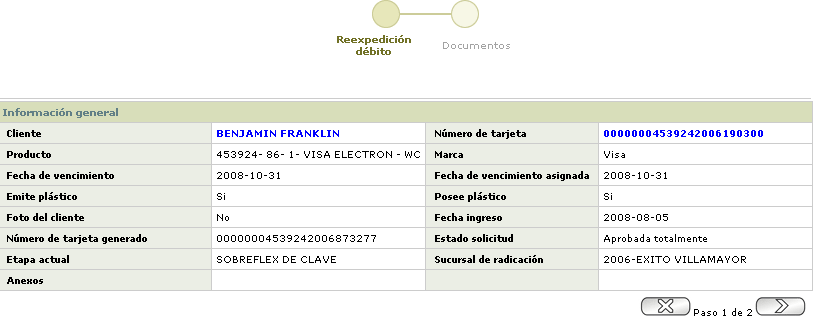 Reexpedición
débito
Documentos
Información general
Cliente BENJAMIN FRANKLIN Número de tarjeta 00000004539242006190300
Producto 453924- 86- 1- VISA ELECTRON - WC Marca Visa
Fecha de vencimiento 2008-10-31 Fecha de vencimiento asignada 2008-10-31
Emite plástico Si Posee plástico Si
Foto del cliente No Fecha ingreso 2008-08-05
Número de tarjeta generado 00000004539242006873277 Estado solicitud Aprobada totalmente
Etapa actual SOBREFLEX DE CLAVE Sucursal de radicación 2006-EXITO VILLAMAYOR
Anexos
Paso 1 de 2